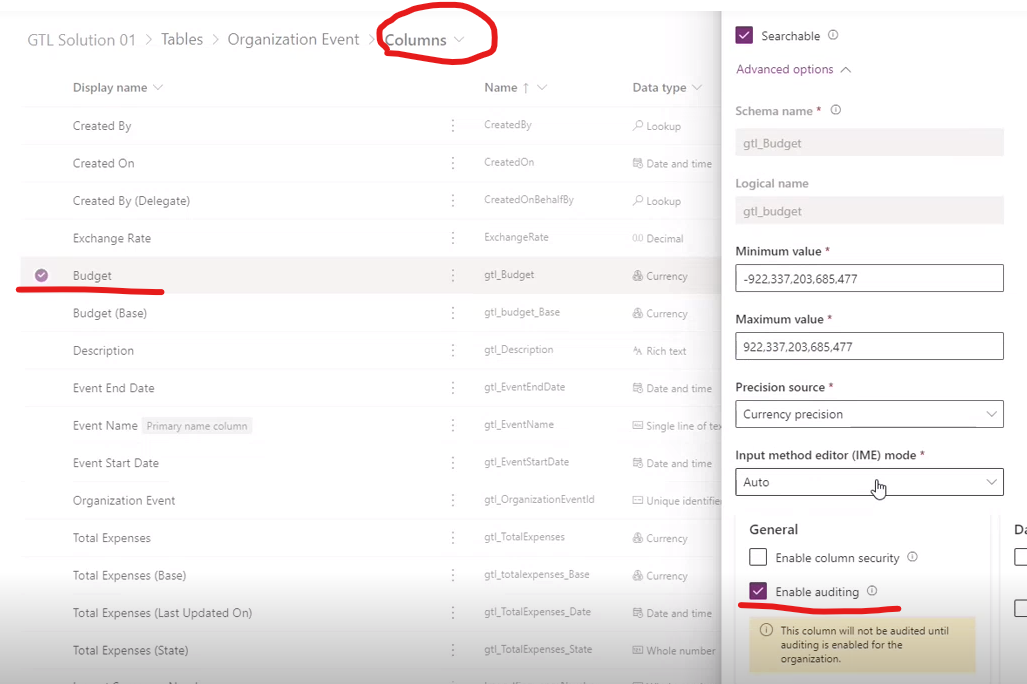 GTL Solution 01 > Tables > Organization Event > Columns
Display name Name ↑ Data type
Created By CreatedBy Lookup
Created On CreatedOn Date and time
Created By (Delegate) CreatedOnBehalfBy Lookup
Exchange Rate ExchangeRate Decimal
Budget gtl_Budget Currency
Budget (Base) gtl_budget_Base Currency
Description gtl_Description Rich text
Event End Date gtl_EventEndDate Date and time
Event Name Primary name column gtl_EventName Single line of
Event Start Date gtl_EventStartDate Date and time
Organization Event gtl_OrganizationEventId Unique
Total Expenses gtl_TotalExpenses Currency
Total Expenses (Base) gtl_totalexpenses_Base Currency
Total Expenses (Last Updated On) gtl_TotalExpenses_Date Date and time
Total Expenses (State) gtl_TotalExpenses_State Whole number
Searchable
Advanced options
Schema name *
gtl_Budget
Logical name
gtl_budget
Minimum value *
-922,337,203,685,477
Maximum value *
922,337,203,685,477
Precision source *
Currency precision
Input method editor (IME) mode *
Auto
General
Enable column security
Enable auditing
This column will not be audited until
auditing is enabled for the
organization.